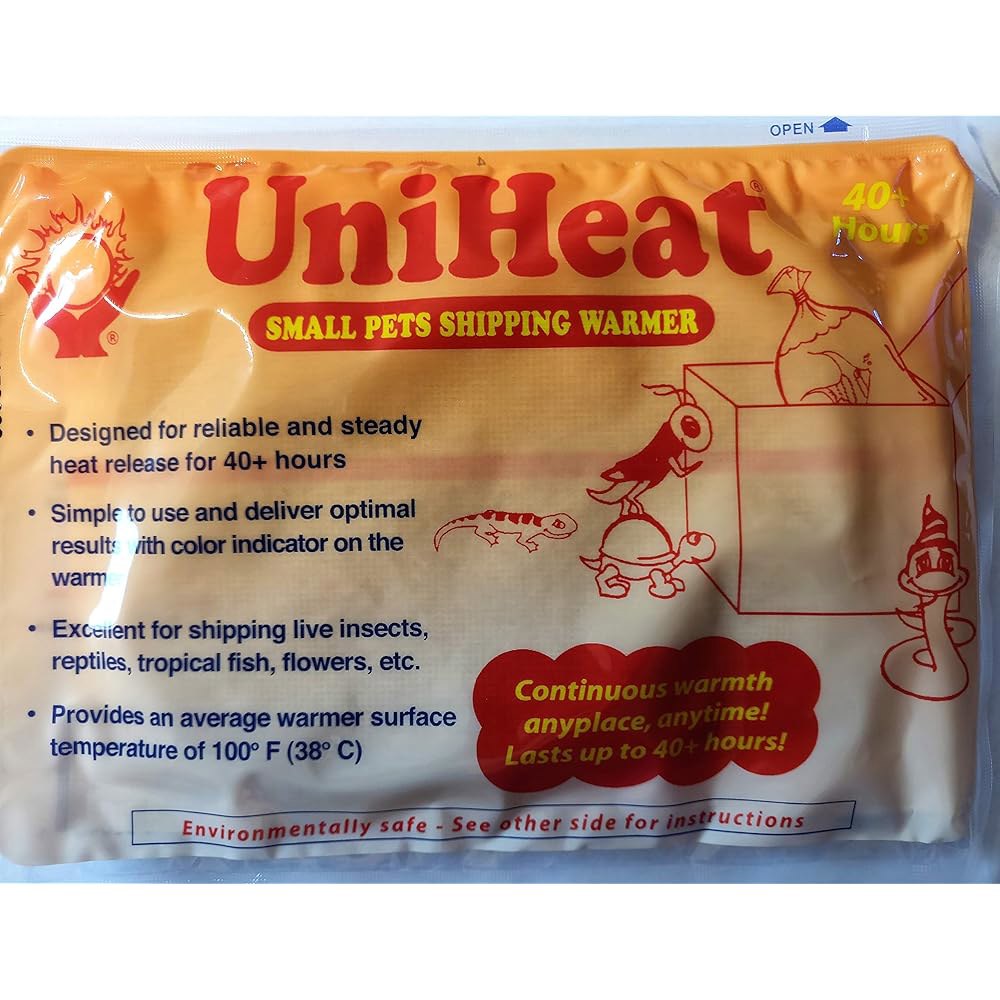 OPEN
UniHeat®
40+
Hours
SMALL PETS SHIPPING WARMER
®
• Designed for reliable and steady
heat release for 40+ hours
• Simple to use and deliver optimal
results with color indicator on the
warmer
• Excellent for shipping live insects,
reptiles, tropical fish, flowers, etc.
• Provides an average warmer surface
temperature of 100° F (38° C)
Continuous warmth
anyplace, anytime!
Lasts up to 40+ hours!
Environmentally safe - See other side for instructions